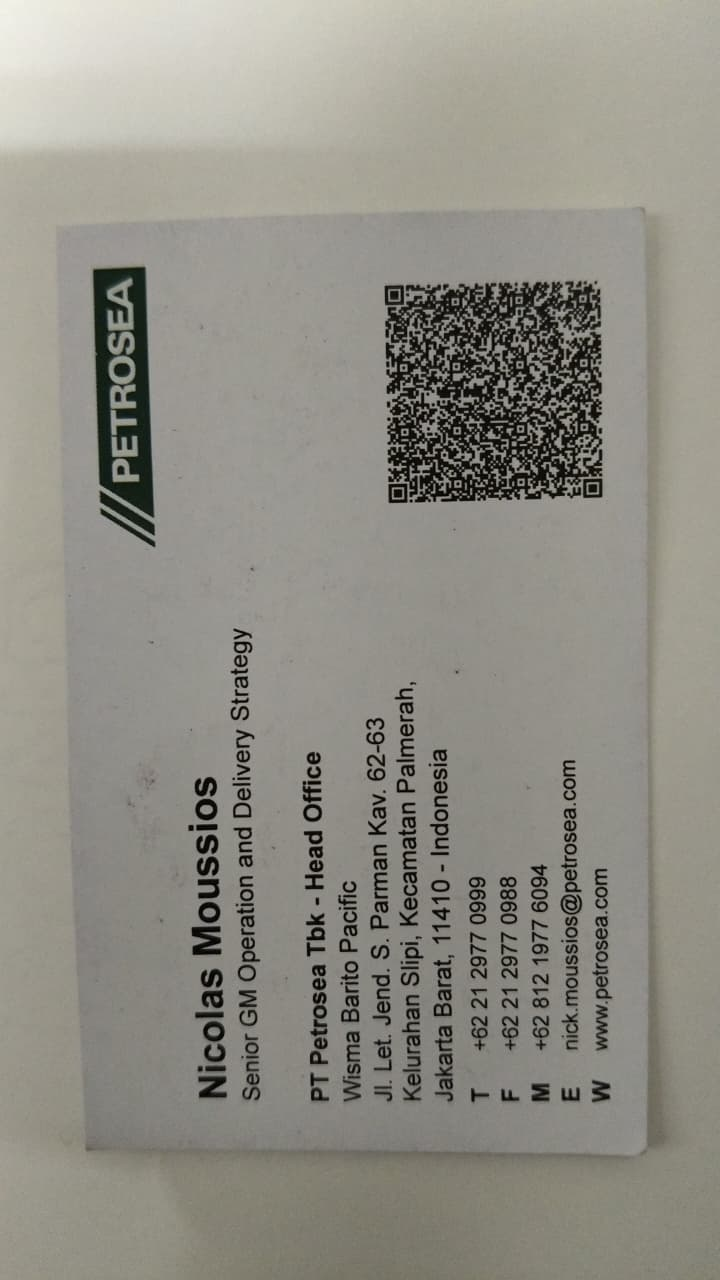 PETROSEA
Nicolas Moussios
Senior GM Operation and Delivery Strategy
PT Petrosea Tbk - Head Office
Wisma Barito Pacific
Jl. Let. Jend. S. Parman Kav. 62-63
Kelurahan Slipi, Kecamatan Palmerah,
Jakarta Barat, 11410 - Indonesia
T +62 21 2977 0999
F +62 21 2977 0988
M +62 812 1977 6094
E nick.moussios@petrosea.com
W www.petrosea.com